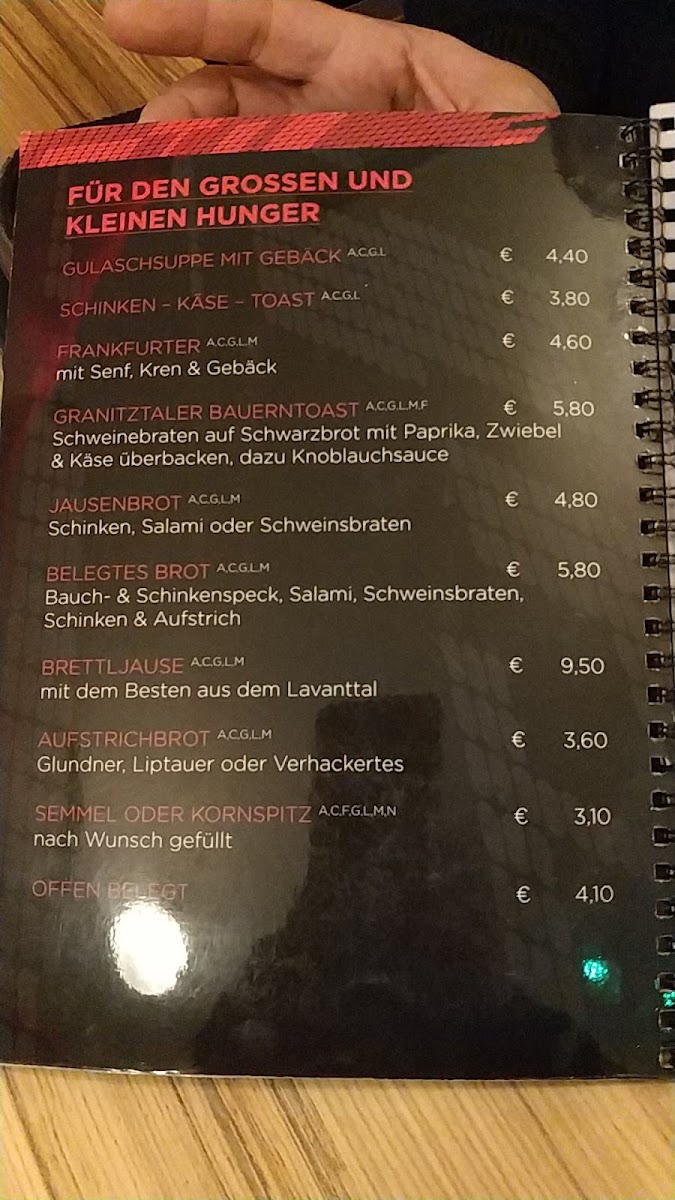 FÜR DEN GROSSEN UND
KLEINEN HUNGER
GULASCHSUPPE MIT GEBÄCK A,C,G,L € 4,40
SCHINKEN – KÄSE – TOAST A,C,G,L € 3,80
FRANKFURTER A,C,G,L,M € 4,60
mit Senf, Kren & Gebäck
GRANITZTALER BAUERNTOAST A,C,G,L,M,F € 5,80
Schweinebraten auf Schwarzbrot mit Paprika, Zwiebel
& Käse überbacken, dazu Knoblauchsauce
JAUSENBROT A,C,G,L,M € 4,80
Schinken, Salami oder Schweinsbraten
BELEGTES BROT A,C,G,L,M € 5,80
Bauch- & Schinkenspeck, Salami, Schweinsbraten,
Schinken & Aufstrich
BRETTLJAUSE A,C,G,L,M € 9,50
mit dem Besten aus dem Lavanttal
AUFSTRICHBROT A,C,G,L,M € 3,60
Glundner, Liptauer oder Verhackertes
SEMMEL ODER KORNSPITZ A,C,F,G,L,M,N € 3,10
nach Wunsch gefüllt
OFFEN BELEGT € 4,10